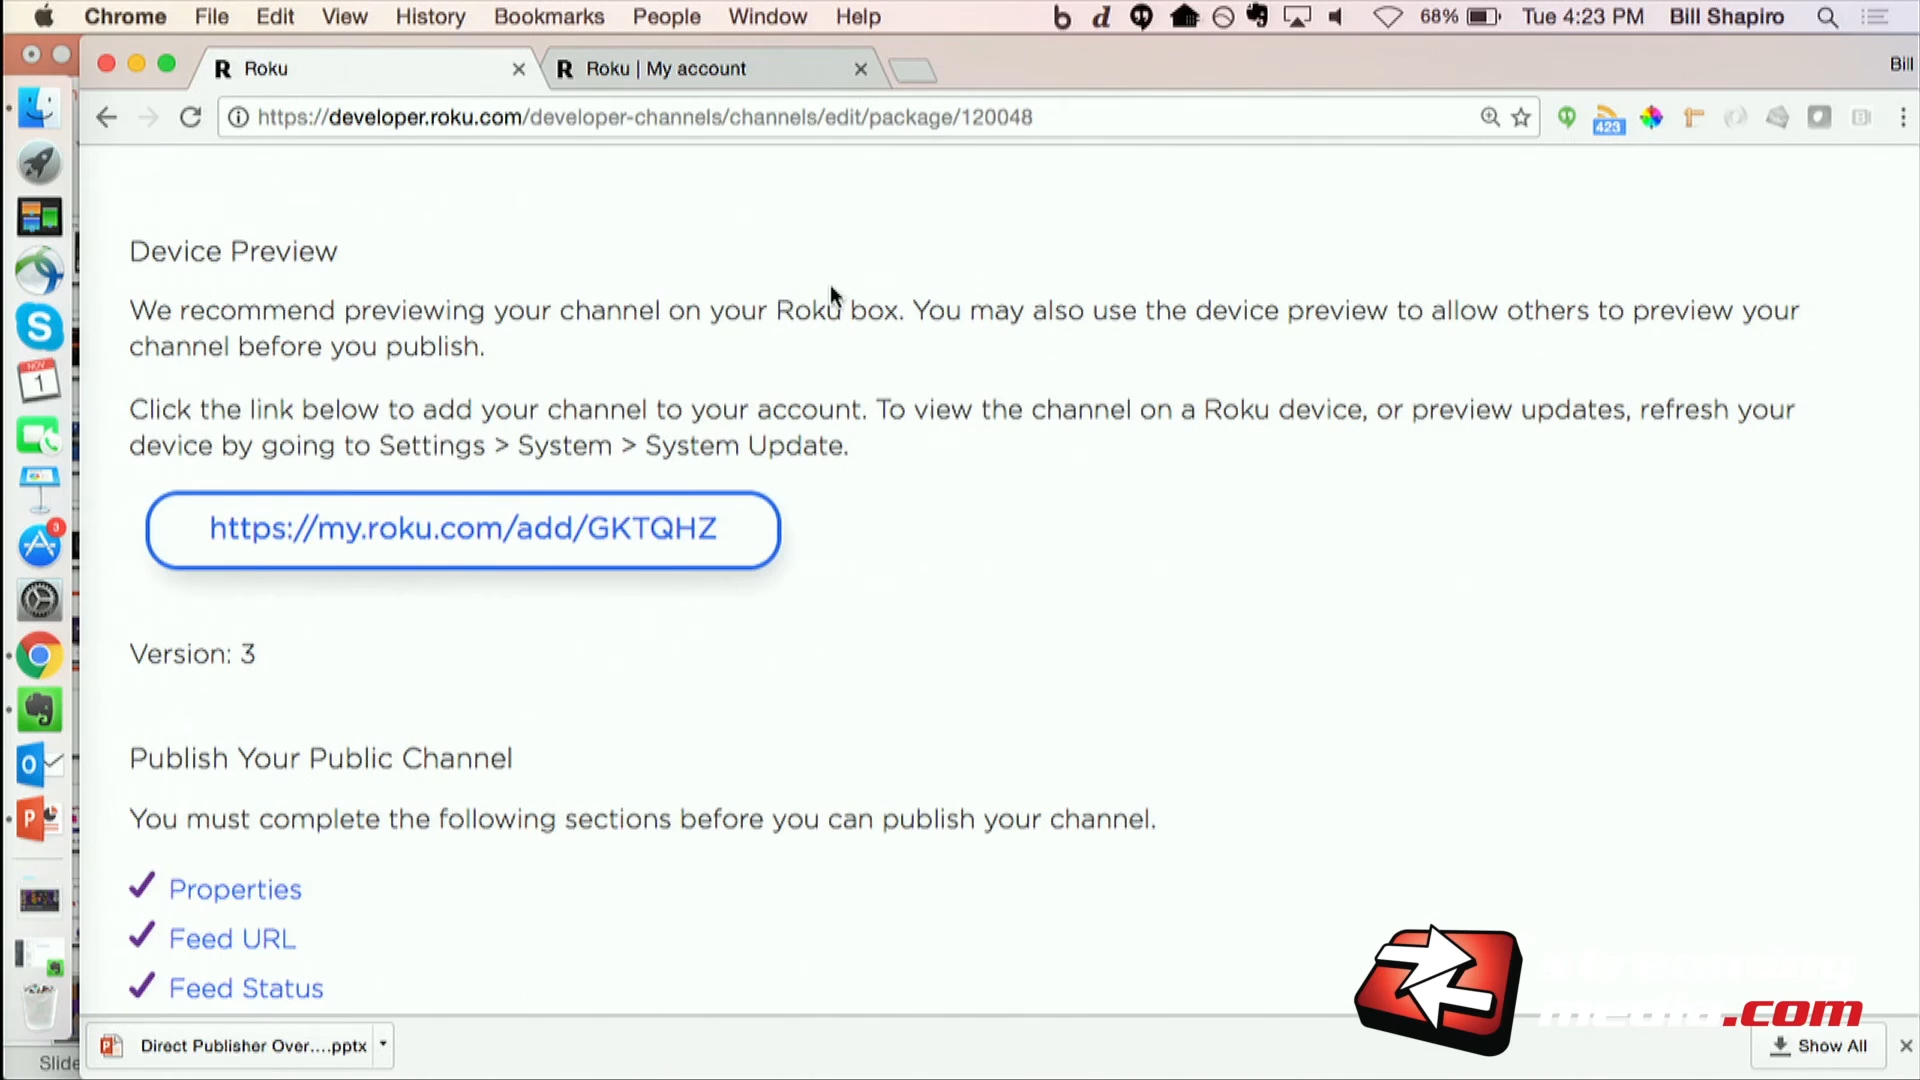 Chrome File Edit View History Bookmarks People Window Help 68% Tue 4:23 PM Bill Shapiro
Roku Roku | My account Bill
https://developer.roku.com/developer-channels/channels/edit/package/120048
423
Device Preview
We recommend previewing your channel on your Roku box. You may also use the device preview to allow others to preview your
channel before you publish.
Click the link below to add your channel to your account. To view the channel on a Roku device, or preview updates, refresh your
device by going to Settings > System > System Update.
https://my.roku.com/add/GKTQHZ
Version: 3
Publish Your Public Channel
You must complete the following sections before you can publish your channel.
Properties
Feed URL
Feed Status
NOV
1
3
media.com
Direct Publisher Over....pptx
Show All
Slide